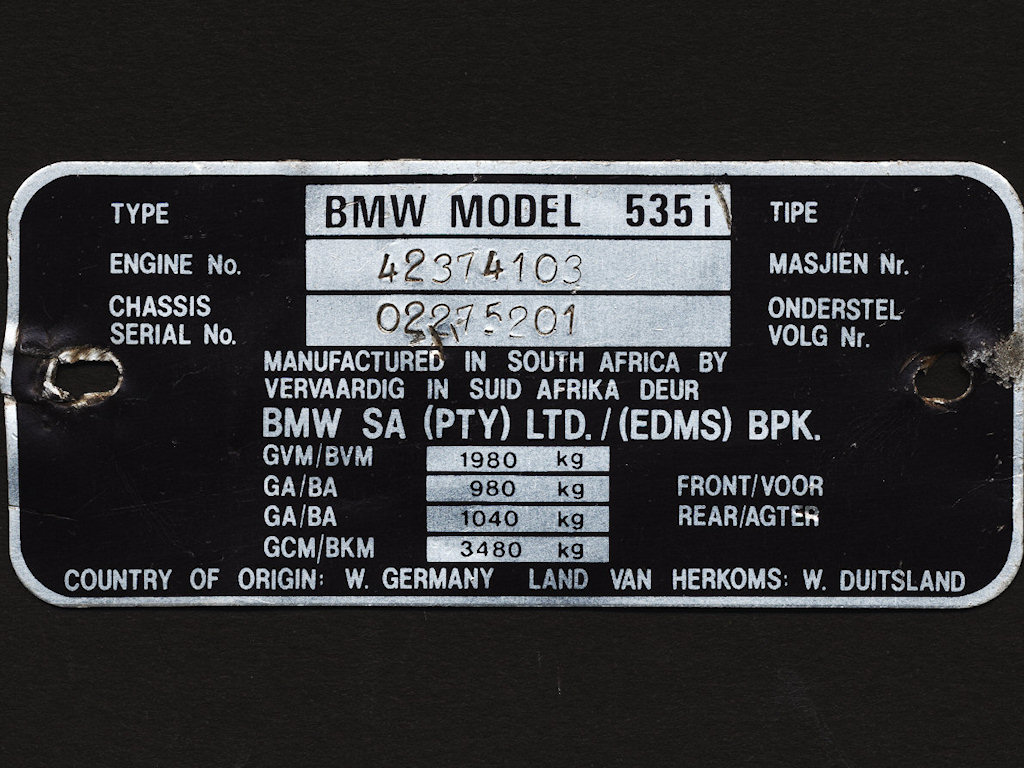 TYPE BMW MODEL 535i TIPE
ENGINE No. 42374103 MASJIEN Nr.
CHASSIS SERIAL No. 02275201 ONDERSTEL VOLG Nr.
MANUFACTURED IN SOUTH AFRICA BY
VERVAARDIG IN SUID AFRIKA DEUR
BMW SA (PTY) LTD. / (EDMS) BPK.
GVM/BVM 1980 kg
GA/BA 980 kg FRONT/VOOR
GA/BA 1040 kg REAR/AGTER
GCM/BKM 3480 kg
COUNTRY OF ORIGIN: W. GERMANY LAND VAN HERKOMS: W. DUITSLAND